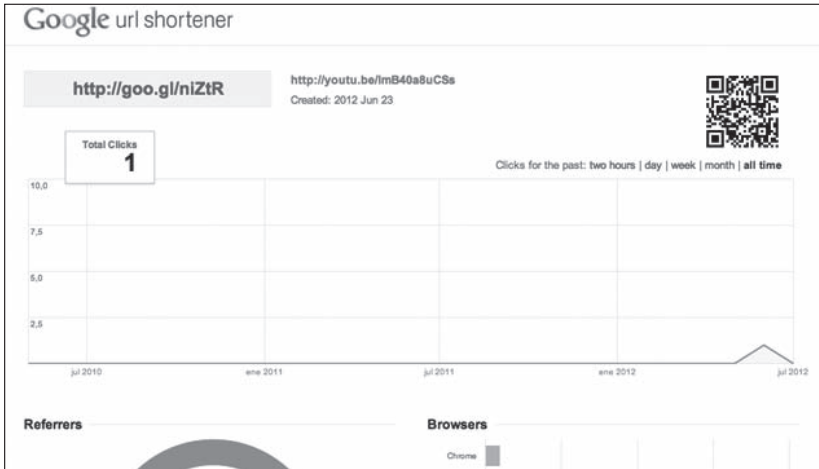 Google url shortener
http://goo.gl/niZtR
http://youtu.be/ImB40a8uCSs
Created: 2012 Jun 23
Total Clicks
1
Clicks for the past: two hours | day | week | month | all time
10,0
7,5
5,0
2,5
jul 2010
ene 2011
jul 2011
ene 2012
jul 2012
Referrers
Browsers
Chrome